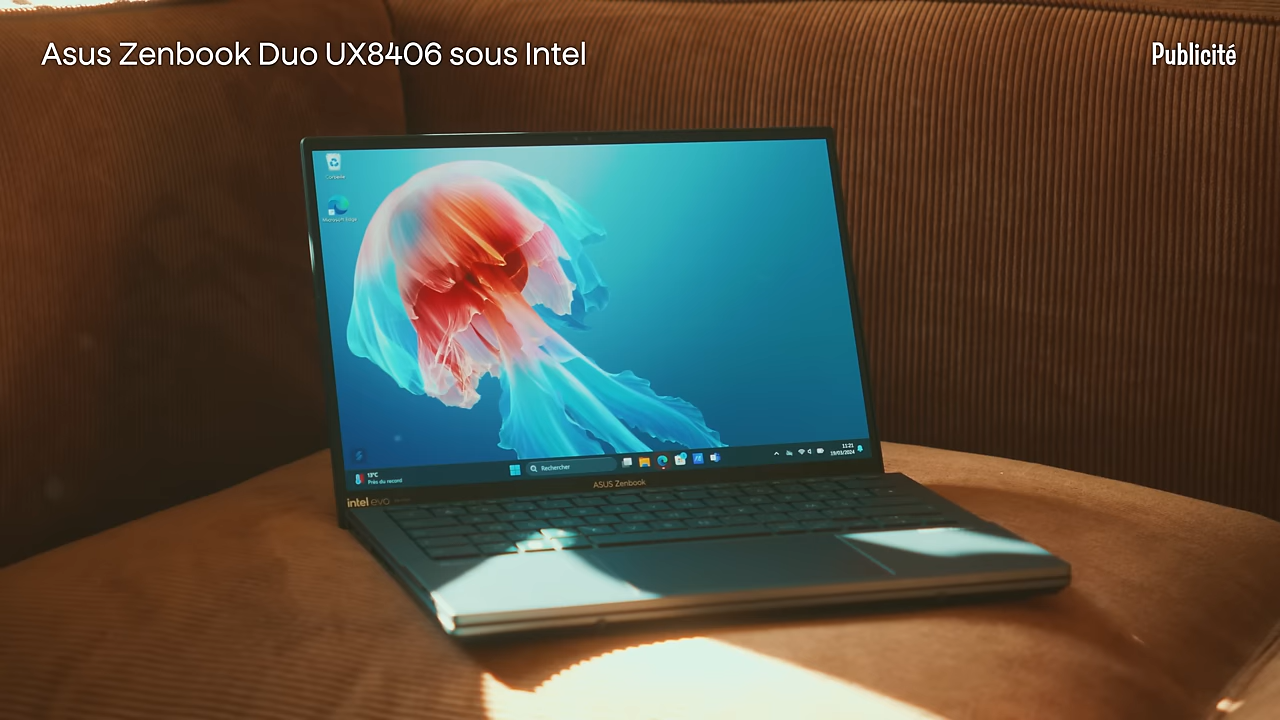 Asus Zenbook Duo UX8406 sous Intel
Publicité
Corbeille
Microsoft Edge
13°C
Près du record
Rechercher
11:21
19/03/2024
ASUS Zenbook
intel evo